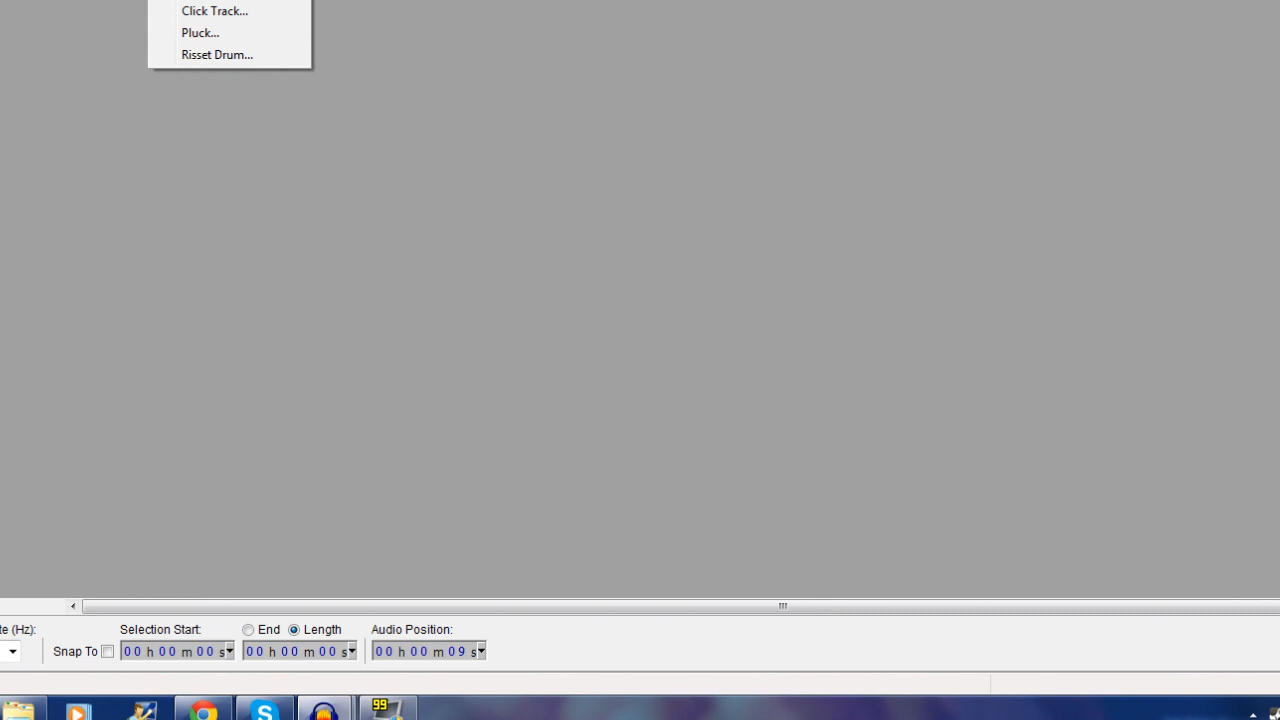 Click Track...
Pluck...
Risset Drum...
te (Hz):
Selection Start:
End
Length
Audio Position:
Snap To
00 h 00 m 00 s
00 h 00 m 00 s
00 h 00 m 09 s
99